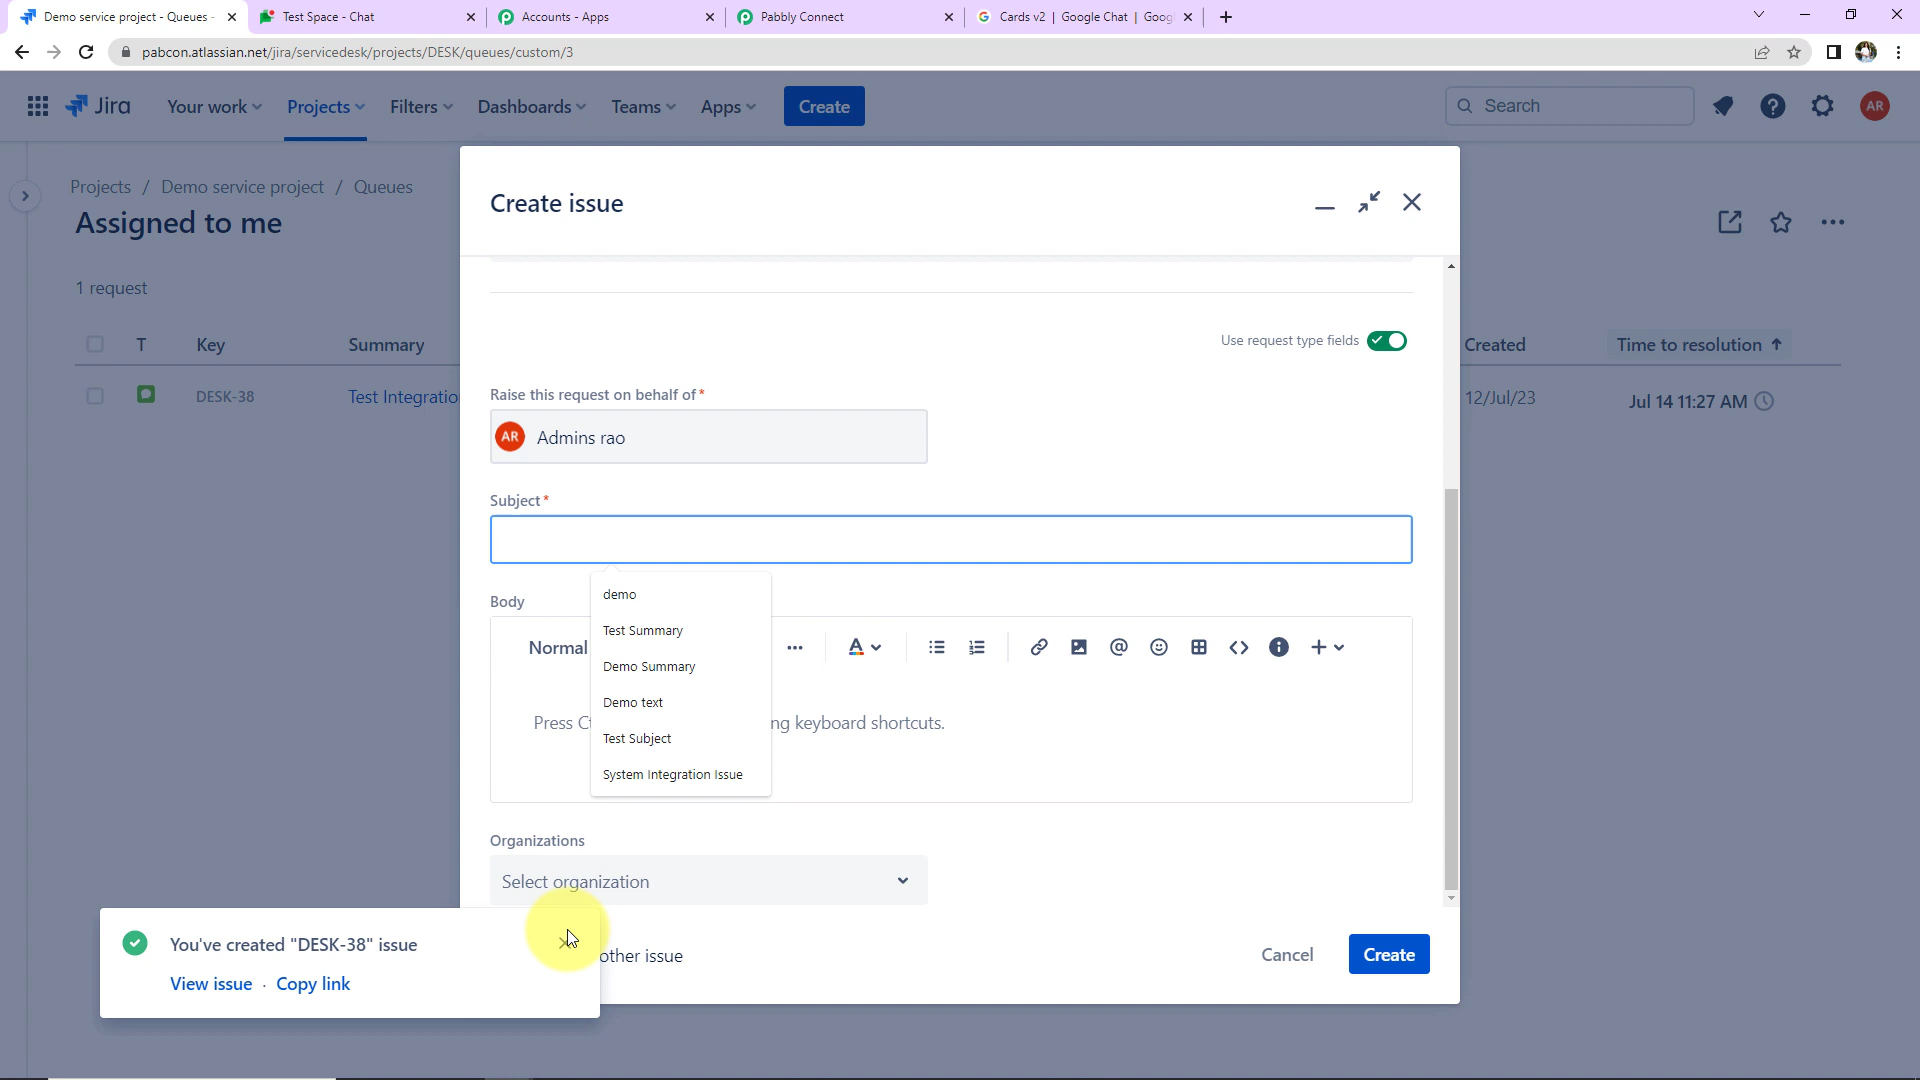 Demo service project - Queues -
Test Space - Chat
Accounts - Apps
Pabbly Connect
Cards v2 | Google Chat | Goog
pabcon.atlassian.net/jira/servicedesk/projects/DESK/queues/custom/3
Jira
Your work
Projects
Filters
Dashboards
Teams
Apps
Create
Search
AR
Projects / Demo service project / Queues
Assigned to me
1 request
T
Key
Summary
Created
Time to resolution
DESK-38
Test Integratio
12/Jul/23
Jul 14 11:27 AM
Create issue
Use request type fields
Raise this request on behalf of *
AR
Admins rao
Subject *
demo
Test Summary
Demo Summary
Demo text
Test Subject
System Integration Issue
Body
Normal
Press C
ng keyboard shortcuts.
Organizations
Select organization
other issue
Cancel
Create
You've created "DESK-38" issue
View issue · Copy link